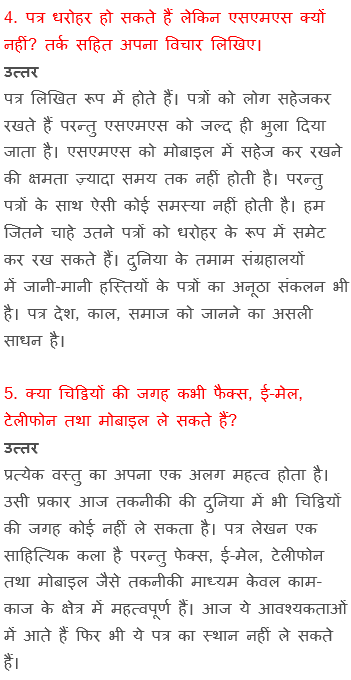 4. पत्र धरोहर हो सकते हैं लेकिन एसएमएस क्यों
नहीं? तर्क सहित अपना विचार लिखिए।
उत्तर
पत्र लिखित रूप में होते हैं। पत्रों को लोग सहेजकर
रखते हैं परन्तु एसएमएस को जल्द ही भुला दिया
जाता है। एसएमएस को मोबाइल में सहेज कर रखने
की क्षमता ज़्यादा समय तक नहीं होती है। परन्तु
पत्रों के साथ ऐसी कोई समस्या नहीं होती है। हम
जितने चाहे उतने पत्रों को धरोहर के रूप में समेट
कर रख सकते हैं। दुनिया के तमाम संग्रहालयों
में जानी-मानी हस्तियों के पत्रों का अनूठा संकलन भी
है। पत्र देश, काल, समाज को जानने का असली
साधन है।
5. क्या चिट्ठियों की जगह कभी फैक्स, ई-मेल,
टेलीफोन तथा मोबाइल ले सकते हैं?
उत्तर
प्रत्येक वस्तु का अपना एक अलग महत्व होता है।
उसी प्रकार आज तकनीकी की दुनिया में भी चिट्ठियों
की जगह कोई नहीं ले सकता है। पत्र लेखन एक
साहित्यिक कला है परन्तु फेक्स, ई-मेल, टेलीफोन
तथा मोबाइल जैसे तकनीकी माध्यम केवल काम-
काज के क्षेत्र में महत्वपूर्ण हैं। आज ये आवश्यकताओं
में आते हैं फिर भी ये पत्र का स्थान नहीं ले सकते
हैं।